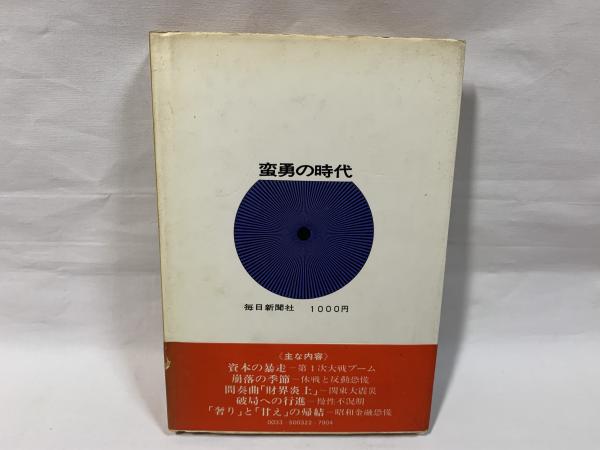 蛮勇の時代
毎日新聞社 1000円
〈主な内容〉
資本の暴走—第1次大戦ブーム
崩落の季節—休戦と反動恐慌
間奏曲「財界炎上」—関東大震災
破局への行進—慢性不況期
「奢り」と「甘え」の帰結—昭和金融恐慌
0033-500322-7904